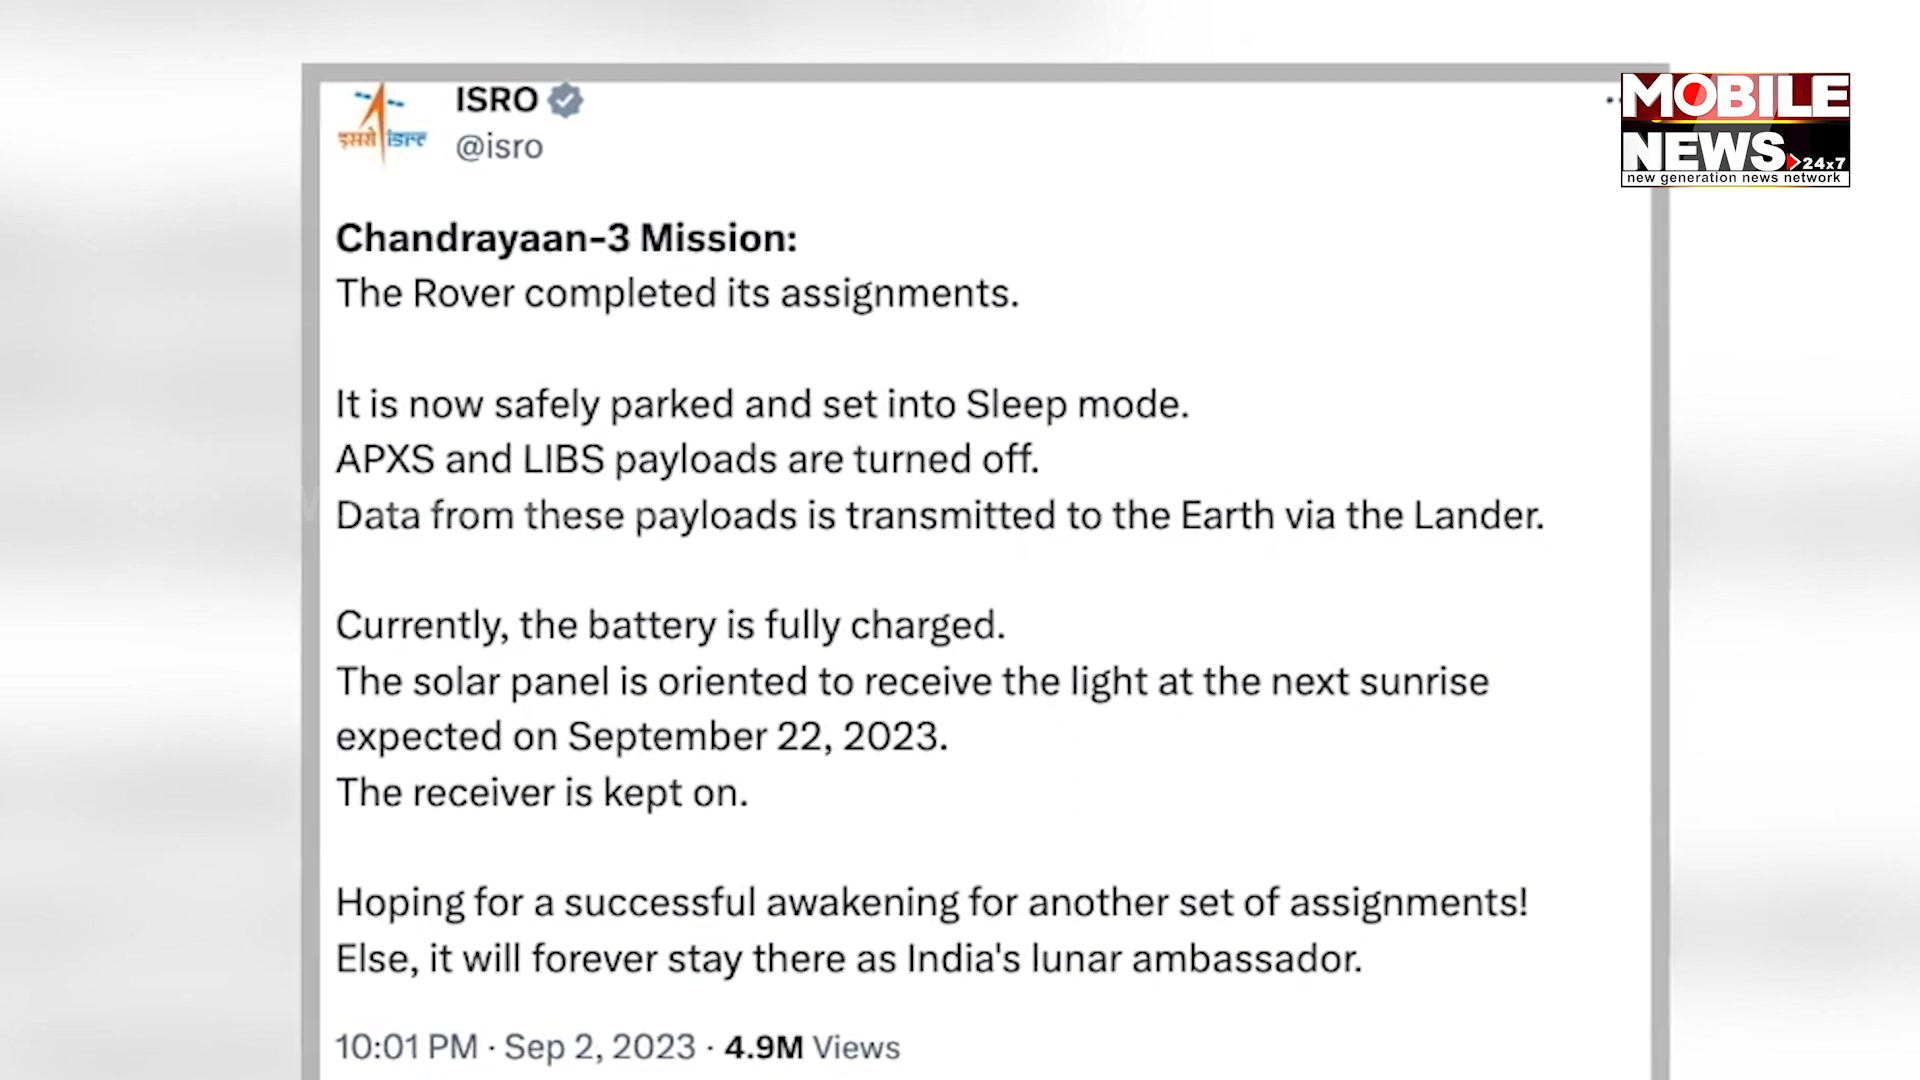 ISRO
@isro
इसरो isro
MOBILE
NEWS 24x7
new generation news network
Chandrayaan-3 Mission:
The Rover completed its assignments.
It is now safely parked and set into Sleep mode.
APXS and LIBS payloads are turned off.
Data from these payloads is transmitted to the Earth via the Lander.
Currently, the battery is fully charged.
The solar panel is oriented to receive the light at the next sunrise
expected on September 22, 2023.
The receiver is kept on.
Hoping for a successful awakening for another set of assignments!
Else, it will forever stay there as India's lunar ambassador.
10:01 PM · Sep 2, 2023 · 4.9M Views